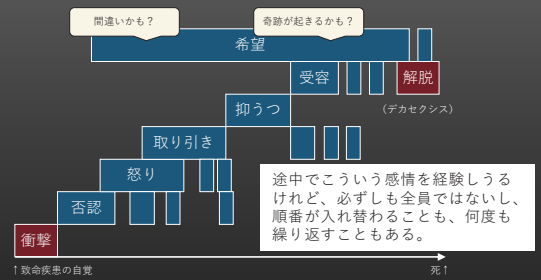 間違いかも？
奇跡が起きるかも？
希望
受容
解脱
（デカセクシス）
抑うつ
取り引き
怒り
否認
衝撃
途中でこういう感情を経験しうる
けれど、必ずしも全員ではないし、
順番が入れ替わることも、何度も
繰り返すこともある。
↑致命疾患の自覚
死↑